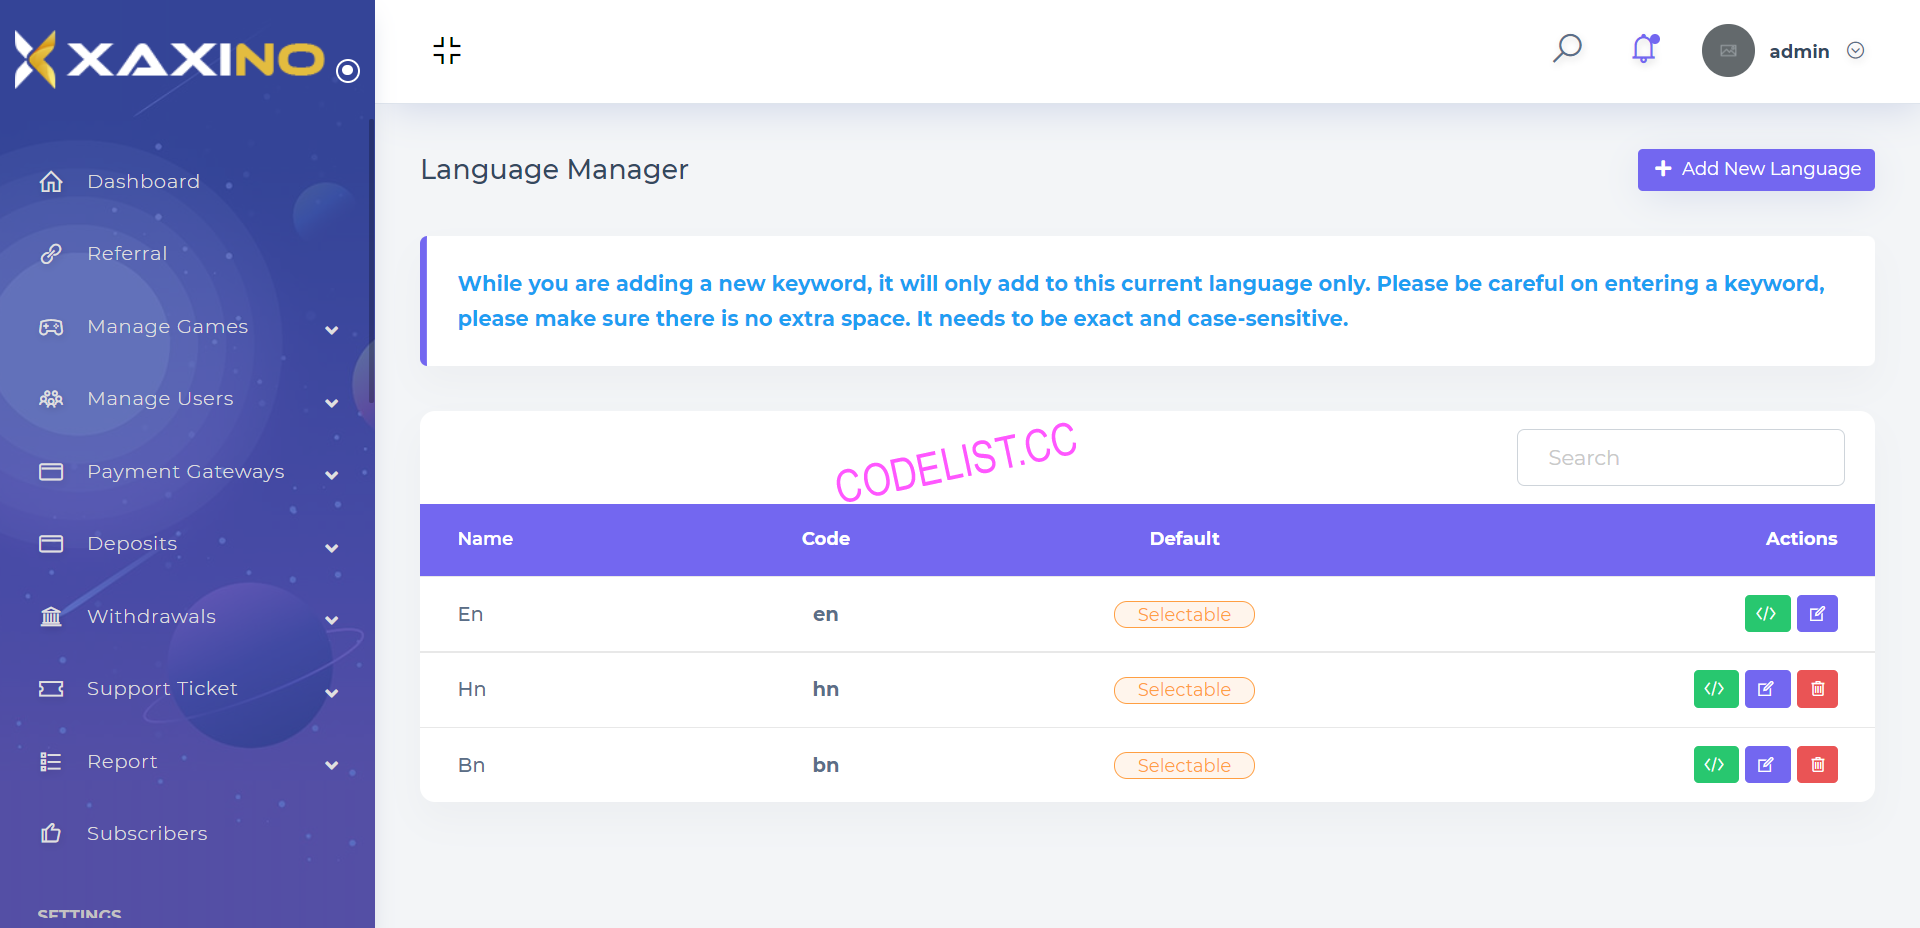 XAXINO
admin
Dashboard
Referral
Manage Games
Manage Users
Payment Gateways
Deposits
Withdrawals
Support Ticket
Report
Subscribers
SETTINGS
Language Manager
Add New Language
While you are adding a new keyword, it will only add to this current language only. Please be careful on entering a keyword,
please make sure there is no extra space. It needs to be exact and case-sensitive.
CODELIST.CC
Search
Name Code Default Actions
En en Selectable
Hn hn Selectable
Bn bn Selectable